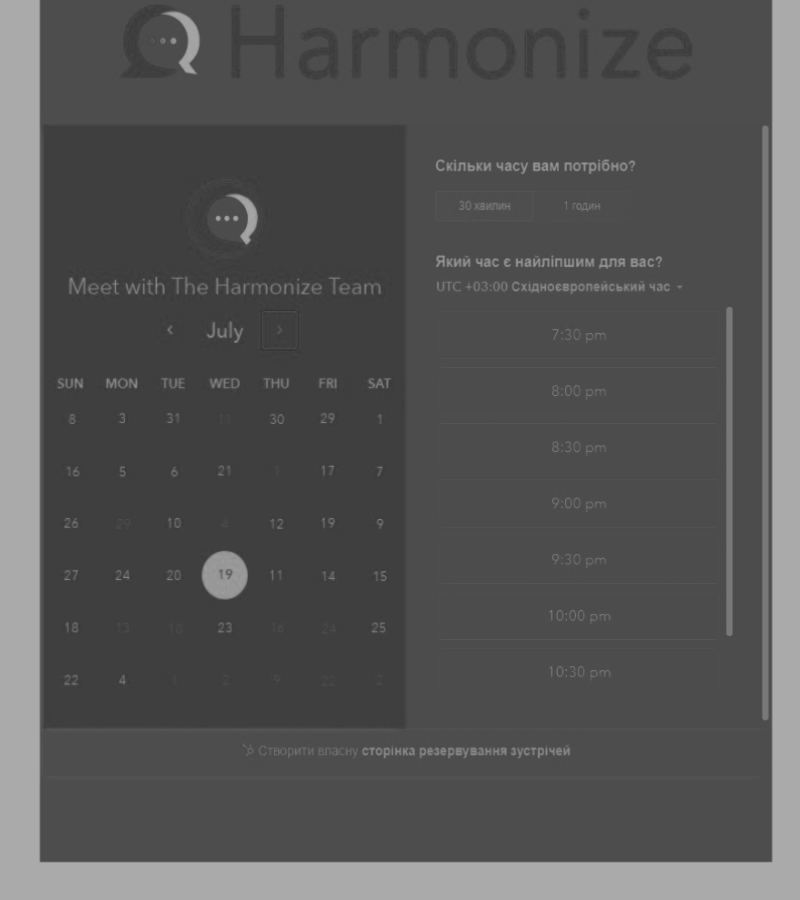 Harmonize
Meet with The Harmonize Team
July
SUN MON TUE WED THU FRI SAT
8 3 31 11 30 29 1
16 5 6 21 17 7
26 29 10 4 12 19 9
27 24 20 19 11 14 15
18 13 18 23 16 24 25
22 4 2 9
Скільки часу вам потрібно?
30 хвилин 1 годин
Який час є найліпшим для вас?
UTC +03:00 Східноєвропейський час
7:30 pm
8:00 pm
8:30 pm
9:00 pm
9:30 pm
10:00 pm
10:30 pm
Створити власну сторінка резервування зустрічей